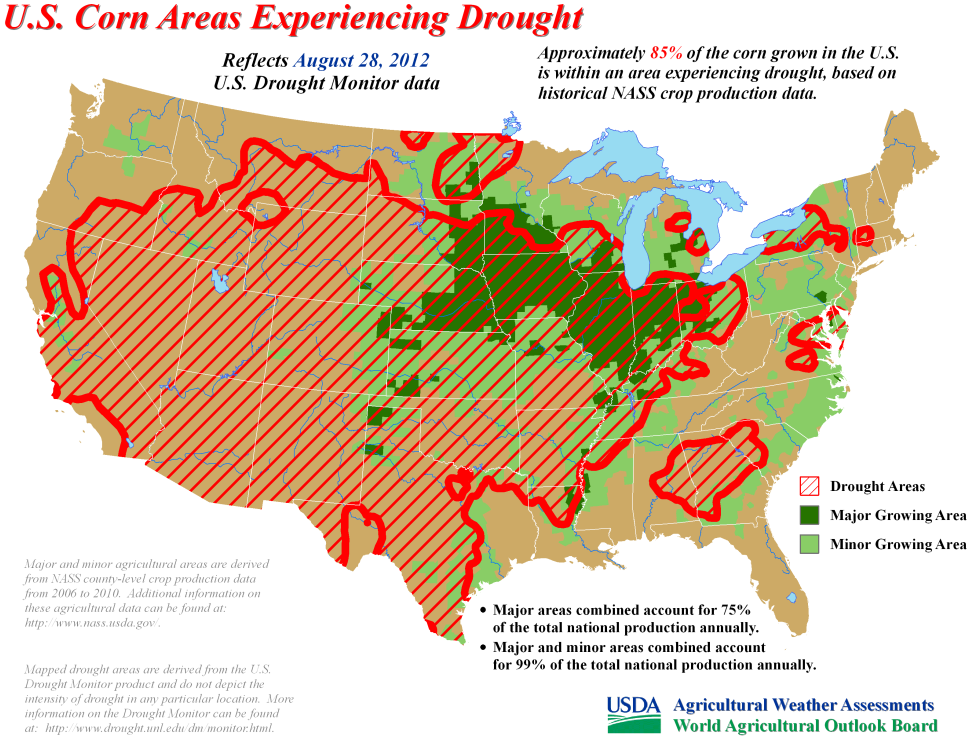 U.S. Corn Areas Experiencing Drought
Reflects August 28, 2012
U.S. Drought Monitor data
Approximately 85% of the corn grown in the U.S.
is within an area experiencing drought, based on
historical NASS crop production data.
Drought Areas
Major Growing Area
Minor Growing Area
Major and minor agricultural areas are derived
from NASS county-level crop production data
from 2006 to 2010. Additional information on
these agricultural data can be found at:
http://www.nass.usda.gov/.
• Major areas combined account for 75%
of the total national production annually.
• Major and minor areas combined account
for 99% of the total national production annually.
Mapped drought areas are derived from the U.S.
Drought Monitor product and do not depict the
intensity of drought in any particular location. More
information on the Drought Monitor can be found
at: http://www.drought.unl.edu/dm/monitor.html.
USDA Agricultural Weather Assessments
World Agricultural Outlook Board